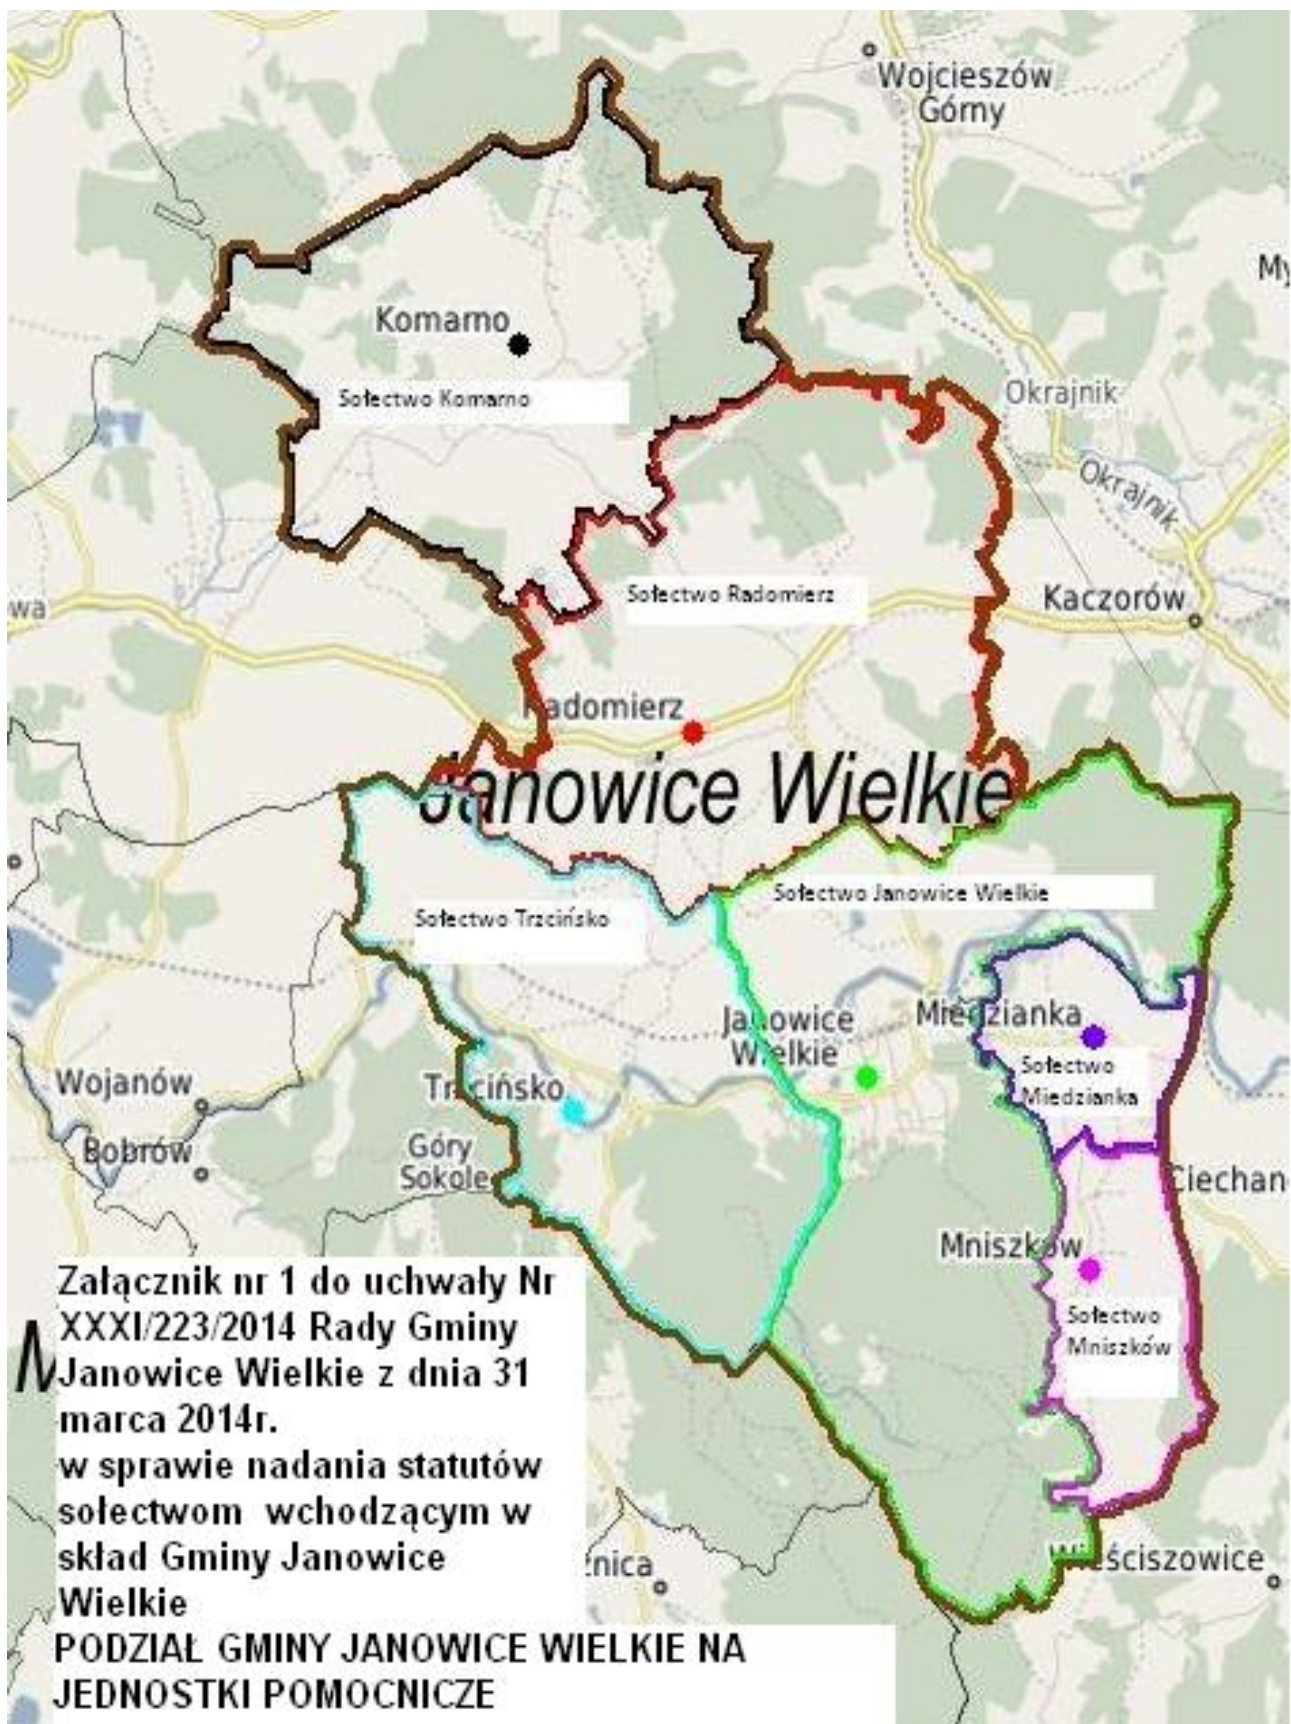 Wojcieszów
Górny
Komarno
Sołectwo Komarno
Okrajnik
Okrajnik
Sołectwo Radomierz
Kaczorów
wa
Radomierz
Janowice Wielkie
Sołectwo Janowice Wielkie
Sołectwo Trzcińsko
Janowice
Wielkie
Miedzianka
Sołectwo
Miedzianka
Wojanów
Trzcińsko
Bobrów
Góry
Sokole
Ciechan
Mniszków
Sołectwo
Mniszków
Załącznik nr 1 do uchwały Nr
XXXI/223/2014 Rady Gminy
Janowice Wielkie z dnia 31
marca 2014r.
w sprawie nadania statutów
sołectwom wchodzącym w
skład Gminy Janowice
Wielkie
PODZIAŁ GMINY JANOWICE WIELKIE NA
JEDNOSTKI POMOCNICZE
nica
Wieściszowice